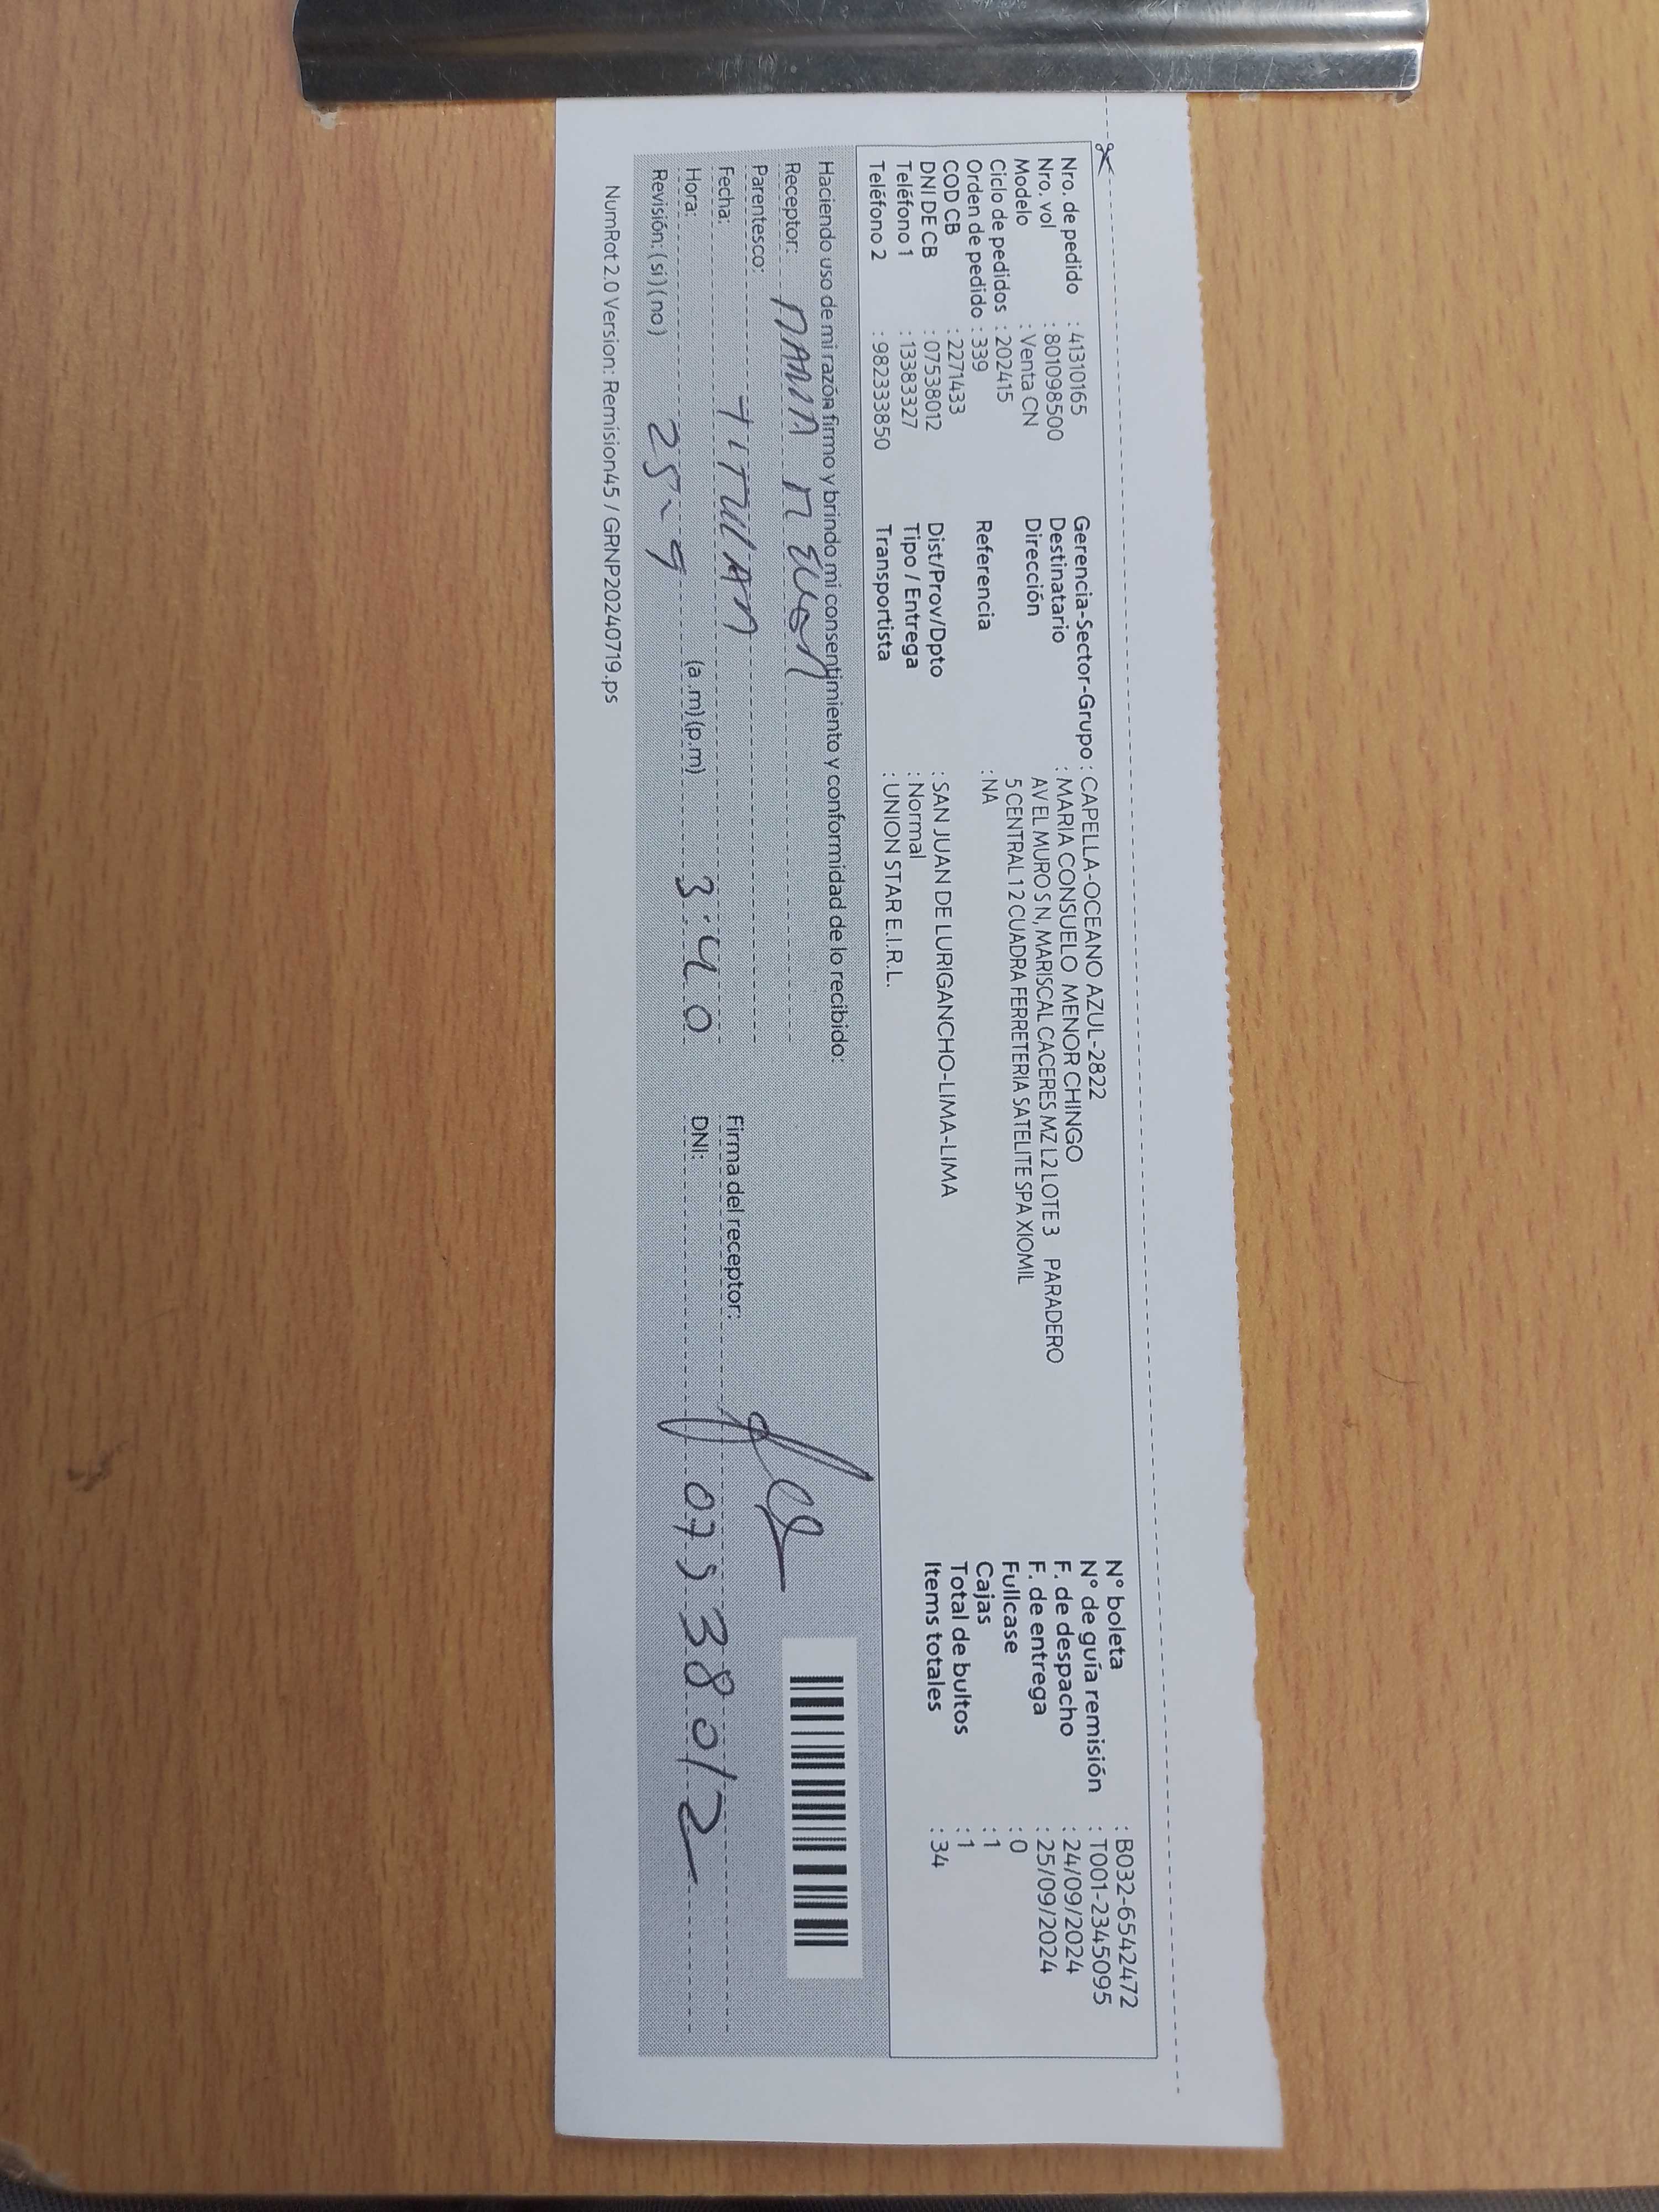 Nro. de pedido : 41310165
Nro. vol : 801098500
Modelo : Venta CN
Ciclo de pedidos : 202415
Orden de pedido : 339
COD CB : 2271433
DNI DE CB : 07538012
Teléfono 1 : 13383327
Teléfono 2 : 982333850
Gerencia-Sector-Grupo : CAPELLA-OCEANO AZUL-2822
Destinatario : MARIA CONSUELO MENOR CHINGO
Dirección AV EL MURO S N, MARISCAL CACERES MZ L2 LOTE 3 PARADERO
5 CENTRAL 12 CUADRA FERRETERIA SATELITE SPA XIOMIL
Referencia : NA
Dist/Prov/Dpto : SAN JUAN DE LURIGANCHO-LIMA-LIMA
Tipo / Entrega : Normal
Transportista : UNION STAR E.I.R.L.
N° boleta : B032-6542472
N° de guía remisión : T001-2345095
F. de despacho : 24/09/2024
F. de entrega : 25/09/2024
Fullcase : 0
Cajas : 1
Total de bultos : 1
Items totales : 34
Haciendo uso de mi razón firmo y brindo mi consentimiento y conformidad de lo recibido:
Receptor: MARIA MENOR
Parentesco: TITULAR
Fecha: 25-9
Hora: (a.m)(p.m) 3:40
Revisión: (si)(no)
Firma del receptor:
DNI: 07538012
NumRot 2.0 Version: Remision45 / GRNP20240719.ps